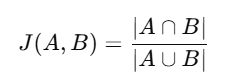 J(A, B) = |A ∩ B| / |A ∪ B|